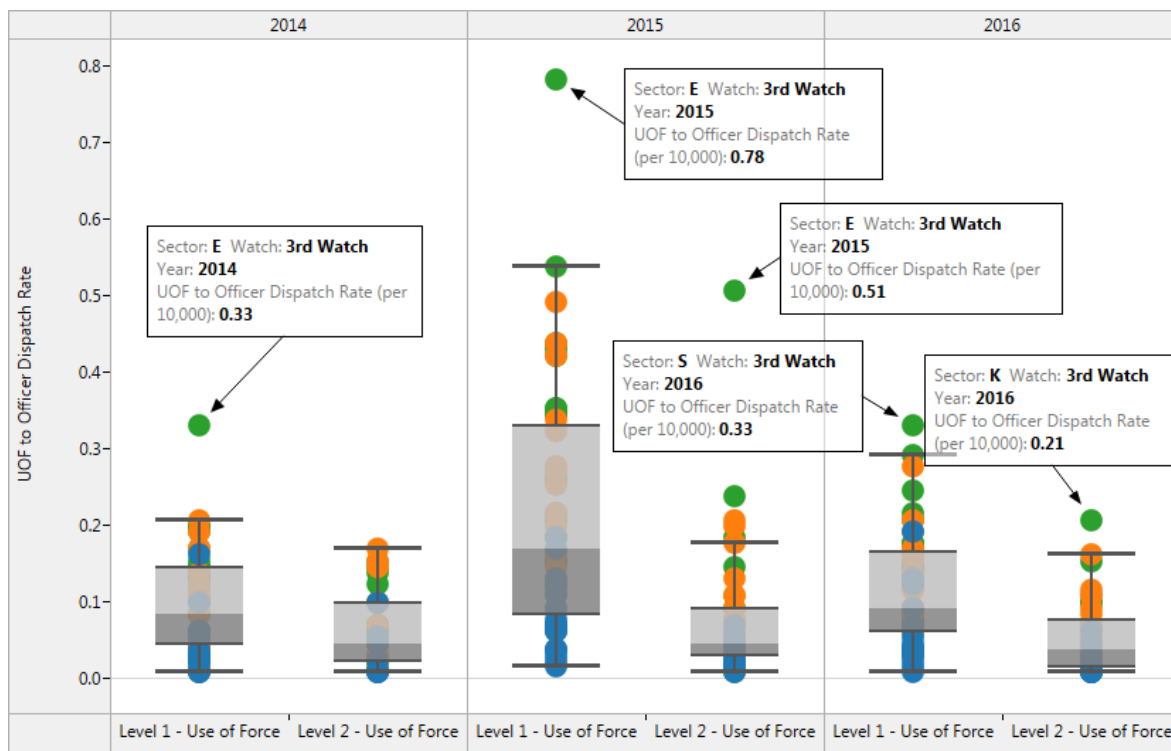 2014
2015
2016
UOF to Officer Dispatch Rate
0.8
0.7
0.6
0.5
0.4
0.3
0.2
0.1
0.0
Sector: E Watch: 3rd Watch
Year: 2014
UOF to Officer Dispatch Rate (per
10,000): 0.33
Sector: E Watch: 3rd Watch
Year: 2015
UOF to Officer Dispatch Rate
(per 10,000): 0.78
Sector: E Watch: 3rd Watch
Year: 2015
UOF to Officer Dispatch Rate (per
10,000): 0.51
Sector: S Watch: 3rd Watch
Year: 2016
UOF to Officer Dispatch Rate
(per 10,000): 0.33
Sector: K Watch: 3rd Watch
Year: 2016
UOF to Officer Dispatch Rate
(per 10,000): 0.21
Level 1 - Use of Force
Level 2 - Use of Force
Level 1 - Use of Force
Level 2 - Use of Force
Level 1 - Use of Force
Level 2 - Use of Force